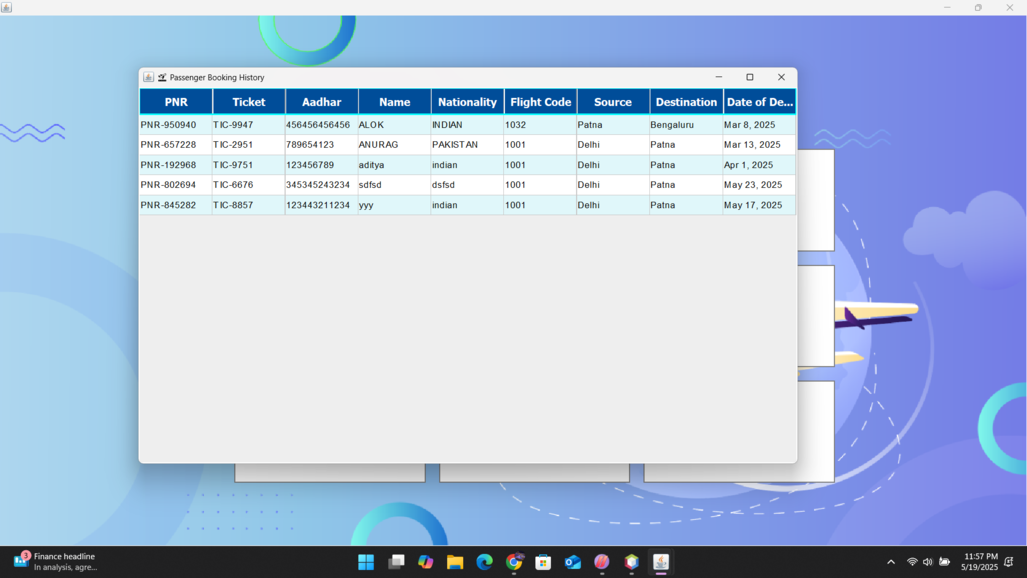 Passenger Booking History
PNR Ticket Aadhar Name Nationality Flight Code Source Destination Date of De...
PNR-950940 TIC-9947 456456456456 ALOK INDIAN 1032 Patna Bengaluru Mar 8, 2025
PNR-657228 TIC-2951 789654123 ANURAG PAKISTAN 1001 Delhi Patna Mar 13, 2025
PNR-192968 TIC-9751 123456789 aditya indian 1001 Delhi Patna Apr 1, 2025
PNR-802694 TIC-6676 345345243234 sdfsd dsfsd 1001 Delhi Patna May 23, 2025
PNR-845282 TIC-8857 123443211234 yyy indian 1001 Delhi Patna May 17, 2025
3
Finance headline
In analysis, agre...
11:57 PM
5/19/2025